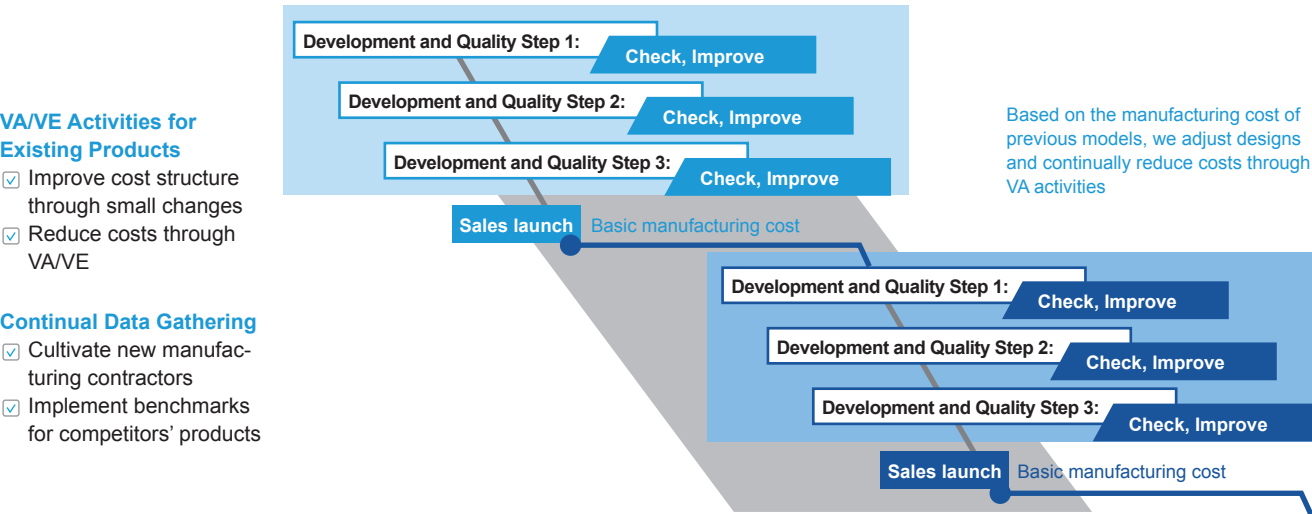 VA/VE Activities for
Existing Products
Improve cost structure
through small changes
Reduce costs through
VA/VE
Continual Data Gathering
Cultivate new manufac-
turing contractors
Implement benchmarks
for competitors’ products
Development and Quality Step 1:
Check, Improve
Development and Quality Step 2:
Check, Improve
Development and Quality Step 3:
Check, Improve
Sales launch
Basic manufacturing cost
Based on the manufacturing cost of
previous models, we adjust designs
and continually reduce costs through
VA activities
Development and Quality Step 1:
Check, Improve
Development and Quality Step 2:
Check, Improve
Development and Quality Step 3:
Check, Improve
Sales launch
Basic manufacturing cost